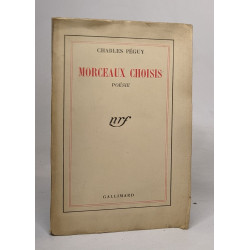 CHARLES PÉGUY
MORCEAUX CHOISIS
POÉSIE
nrf
GALLIMARD